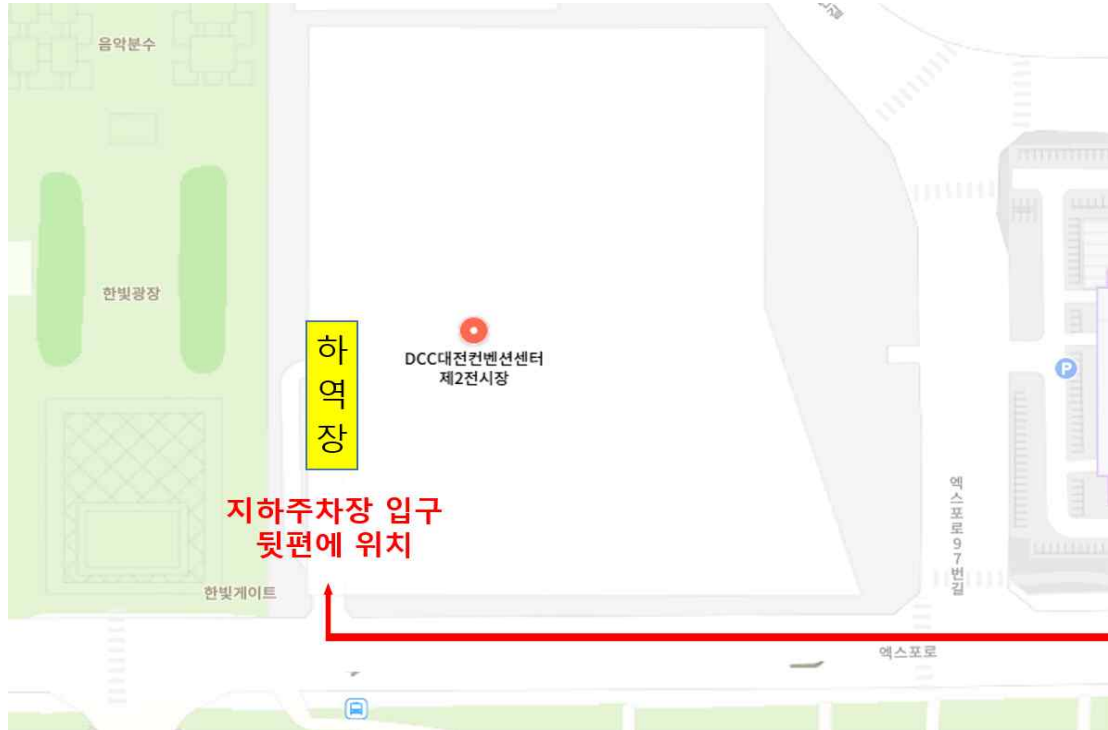 음악분수
한빛광장
하
역
장
DCC대전컨벤션센터
제2전시장
P
지하주차장 입구
뒷편에 위치
엑스포로97번길
한빛게이트
엑스포로